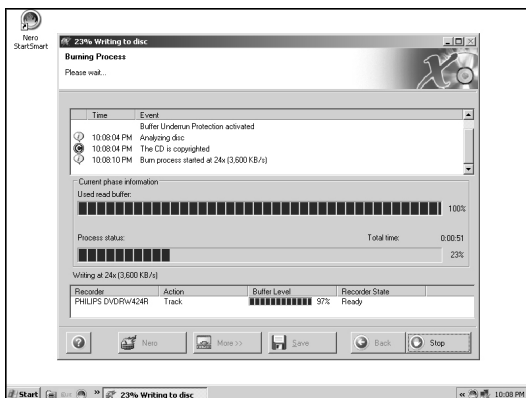 Nero
StartSmart
23% Writing to disc
Burning Process
Please wait...
Time Event
Buffer Underrun Protection activated
10:08:04 PM Analyzing disc
10:08:04 PM The CD is copyrighted
10:08:10 PM Burn process started at 24x (3,600 KB/s)
Current phase information
Used read buffer:
100%
Process status: Total time: 0:00:51
23%
Writing at 24x (3,600 KB/s)
Recorder Action Buffer Level Recorder State
PHILIPS DVDRW424R Track 97% Ready
Nero More >> Save Back Stop
Start » 23% Writing to disc « 10:08 PM